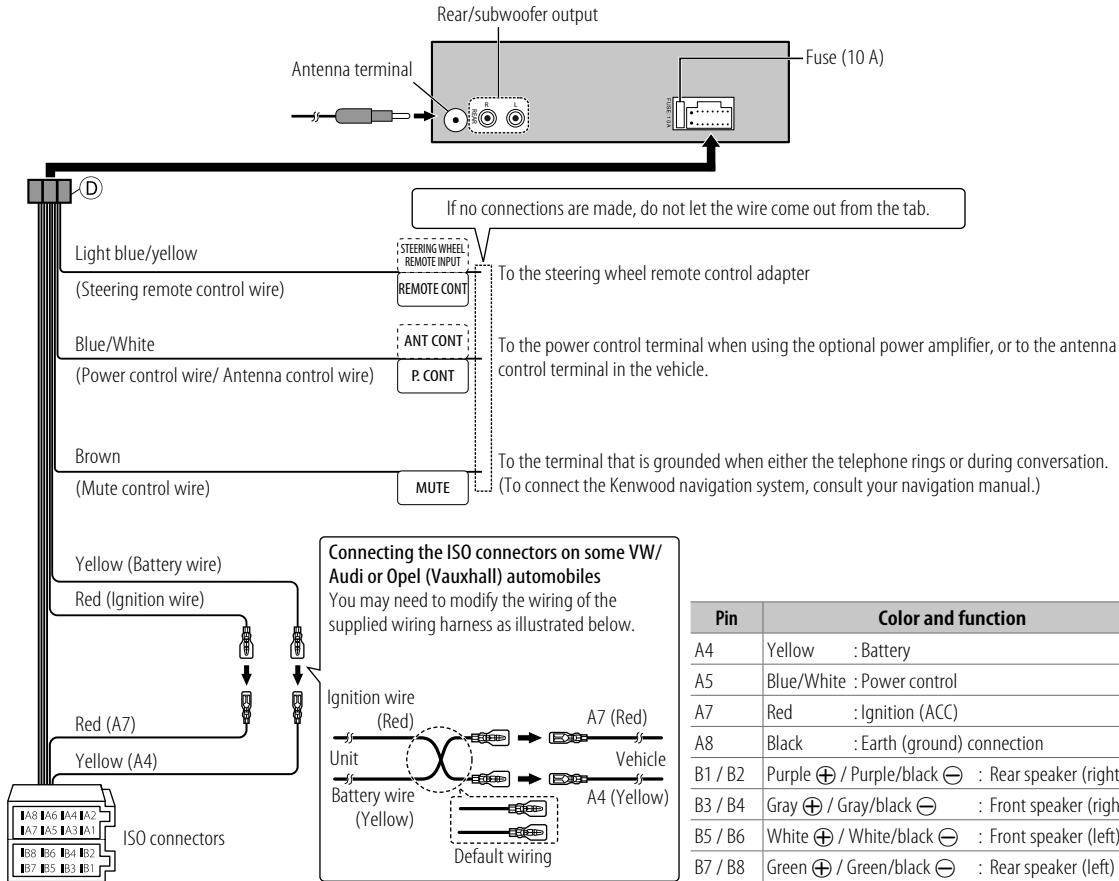 Rear/subwoofer output
Fuse (10 A)
Antenna terminal
R L
REAR
FUSE 10A
D
If no connections are made, do not let the wire come out from the tab.
Light blue/yellow
(Steering remote control wire)
STEERING WHEEL
REMOTE INPUT
REMOTE CONT
To the steering wheel remote control adapter
Blue/White
(Power control wire/ Antenna control wire)
ANT CONT
P. CONT
To the power control terminal when using the optional power amplifier, or to the antenna
control terminal in the vehicle.
Brown
(Mute control wire)
MUTE
To the terminal that is grounded when either the telephone rings or during conversation.
(To connect the Kenwood navigation system, consult your navigation manual.)
Yellow (Battery wire)
Red (Ignition wire)
Red (A7)
Yellow (A4)
A8 A6 A4 A2
A7 A5 A3 A1
B8 B6 B4 B2
B7 B5 B3 B1
ISO connectors
Connecting the ISO connectors on some VW/
Audi or Opel (Vauxhall) automobiles
You may need to modify the wiring of the
supplied wiring harness as illustrated below.
Ignition wire
(Red)
A7 (Red)
Unit
Vehicle
Battery wire
(Yellow)
A4 (Yellow)
Default wiring
Pin Color and function
A4 Yellow : Battery
A5 Blue/White : Power control
A7 Red : Ignition (ACC)
A8 Black : Earth (ground) connection
B1 / B2 Purple ⊕ / Purple/black ⊖ : Rear speaker (right
B3 / B4 Gray ⊕ / Gray/black ⊖ : Front speaker (righ
B5 / B6 White ⊕ / White/black ⊖ : Front speaker (left)
B7 / B8 Green ⊕ / Green/black ⊖ : Rear speaker (left)